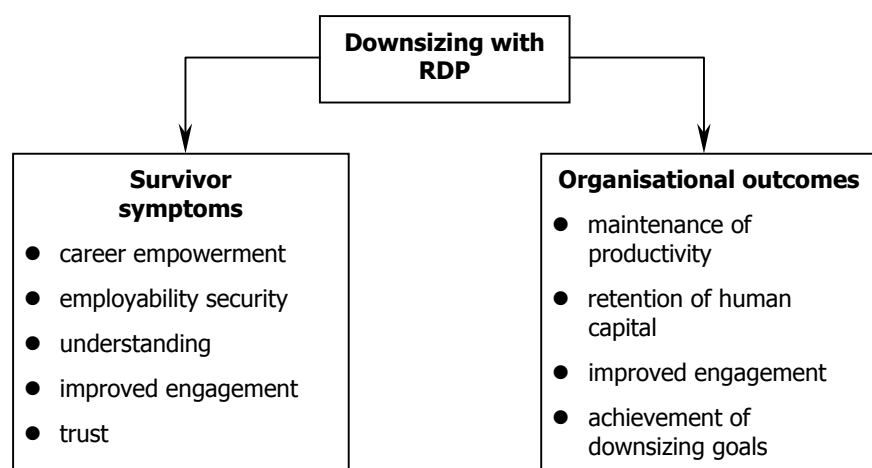 Downsizing with
RDP
Survivor
symptoms
● career empowerment
● employability security
● understanding
● improved engagement
● trust
Organisational outcomes
● maintenance of
productivity
● retention of human
capital
● improved engagement
● achievement of
downsizing goals